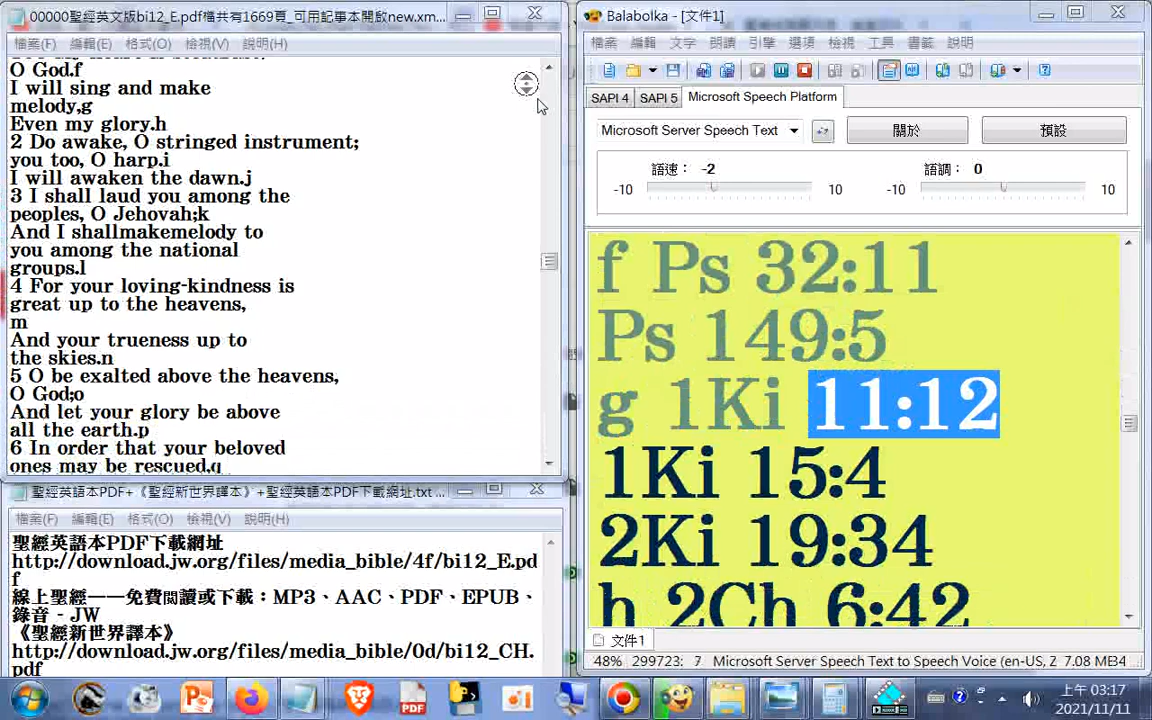 00000聖經英文版bi12_E.pdf檔共有1669頁_可用記事本開啟new.xm...
檔案(F) 編輯(E) 格式(O) 檢視(V) 說明(H)
O God.f
I will sing and make
melody,g
Even my glory.h
2 Do awake, O stringed instrument;
you too, O harp.i
I will awaken the dawn.j
3 I shall laud you among the
peoples, O Jehovah;k
And I shallmakemelody to
you among the national
groups.l
4 For your loving-kindness is
great up to the heavens,
m
And your trueness up to
the skies.n
5 O be exalted above the heavens,
O God;o
And let your glory be above
all the earth.p
6 In order that your beloved
ones may be rescued,q
聖經英語本PDF+《聖經新世界譯本》+聖經英語本PDF下載網址.txt ...
檔案(F) 編輯(E) 格式(O) 檢視(V) 說明(H)
聖經英語本PDF下載網址
http://download.jw.org/files/media_bible/4f/bi12_E.pd
f
線上聖經——免費閱讀或下載：MP3、AAC、PDF、EPUB、
錄音 - JW
《聖經新世界譯本》
http://download.jw.org/files/media_bible/0d/bi12_CH.
pdf
Balabolka - [文件1]
檔案 編輯 文字 朗讀 引擎 選項 檢視 工具 書籤 說明
SAPI 4 SAPI 5 Microsoft Speech Platform
Microsoft Server Speech Text 關於 預設
語速： -2 語調： 0
-10 10 -10 10
f Ps 32:11
Ps 149:5
g 1Ki 11:12
1Ki 15:4
2Ki 19:34
h 2Ch 6:42
文件1
48% 299723: 7 Microsoft Server Speech Text to Speech Voice (en-US, Z 7.08 MB
上午 03:17
2021/11/11